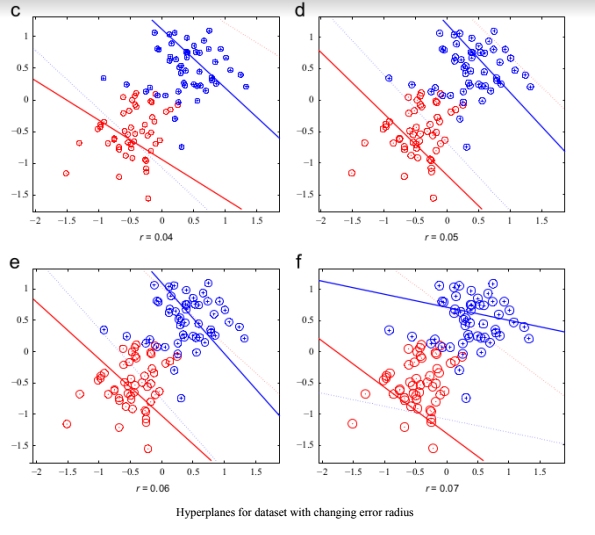 c
d
1
0.5
0
−0.5
−1
−1.5
−2 −1.5 −1 −0.5 0 0.5 1 1.5
r = 0.04
1
0.5
0
−0.5
−1
−1.5
−2 −1.5 −1 −0.5 0 0.5 1 1.5
r = 0.05
e
f
1
0.5
0
−0.5
−1
−1.5
−2 −1.5 −1 −0.5 0 0.5 1 1.5
r = 0.06
1
0.5
0
−0.5
−1
−1.5
−2 −1.5 −1 −0.5 0 0.5 1 1.5
r = 0.07
Hyperplanes for dataset with changing error radius